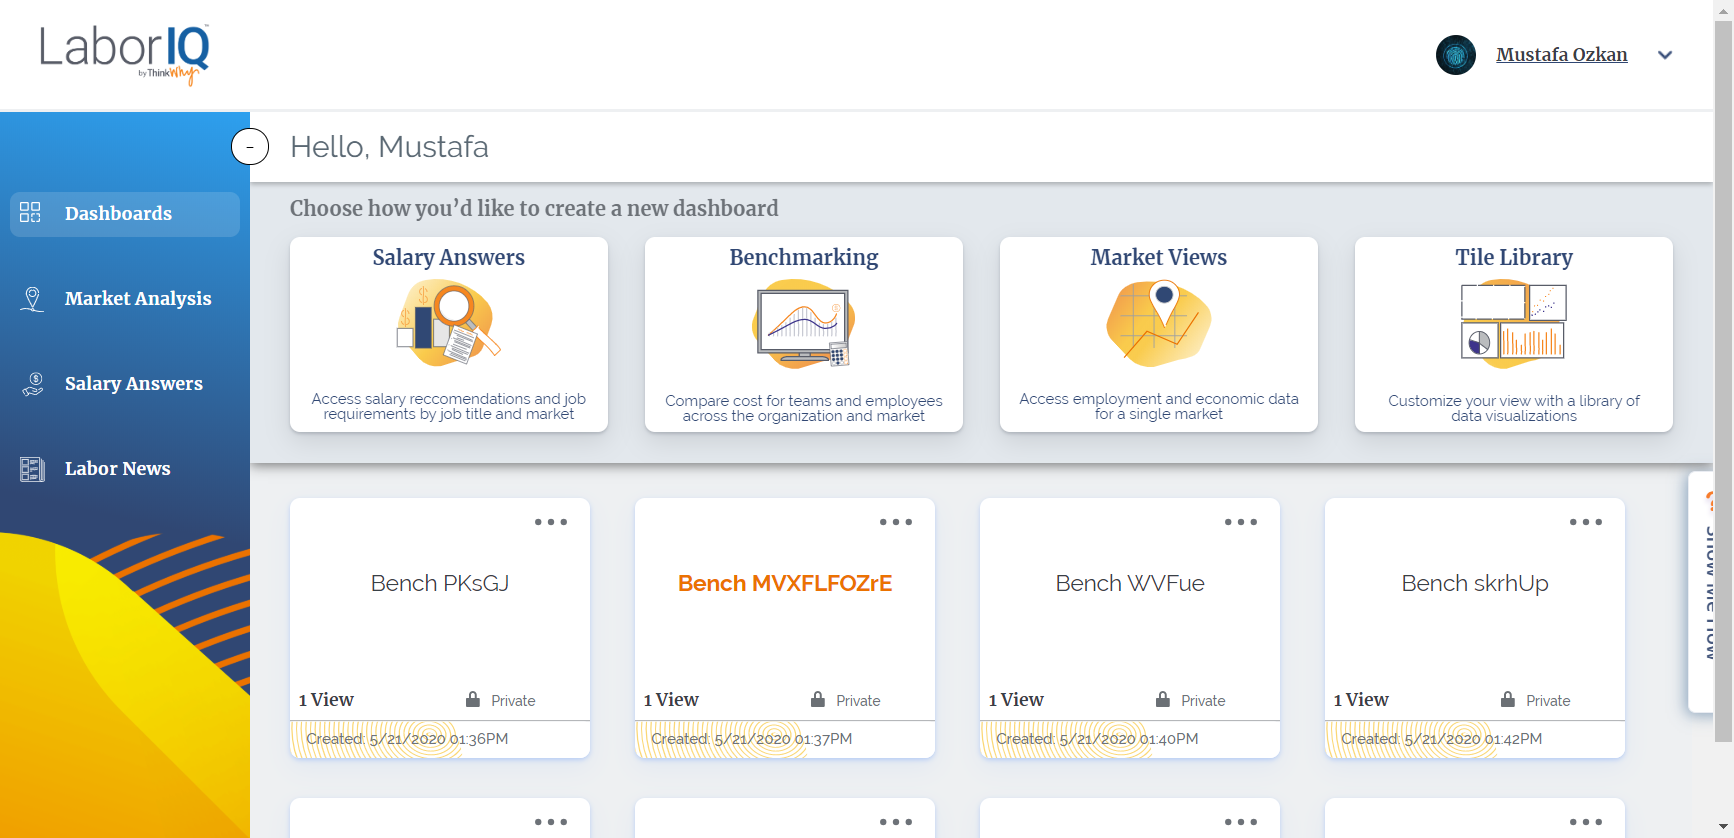 LaborIQ™
by ThinkWhy
Mustafa Ozkan
-
Hello, Mustafa
Dashboards
Market Analysis
Salary Answers
Labor News
Choose how you’d like to create a new dashboard
Salary Answers
Access salary reccomendations and job
requirements by job title and market
Benchmarking
Compare cost for teams and employees
across the organization and market
Market Views
Access employment and economic data
for a single market
Tile Library
Customize your view with a library of
data visualizations
Bench PKsGJ
1 View
Private
Created: 5/21/2020 01:36PM
Bench MVXFLFOZrE
1 View
Private
Created: 5/21/2020 01:37PM
Bench WVFue
1 View
Private
Created: 5/21/2020 01:40PM
Bench skrhUp
1 View
Private
Created: 5/21/2020 01:42PM
? Show Me How